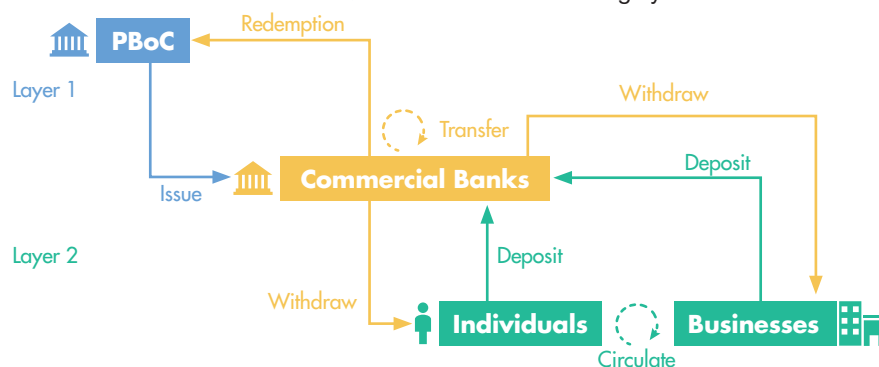 Redemption
PBoC
Layer 1
Withdraw
Transfer
Deposit
Commercial Banks
Issue
Layer 2
Deposit
Withdraw
Individuals
Businesses
Circulate